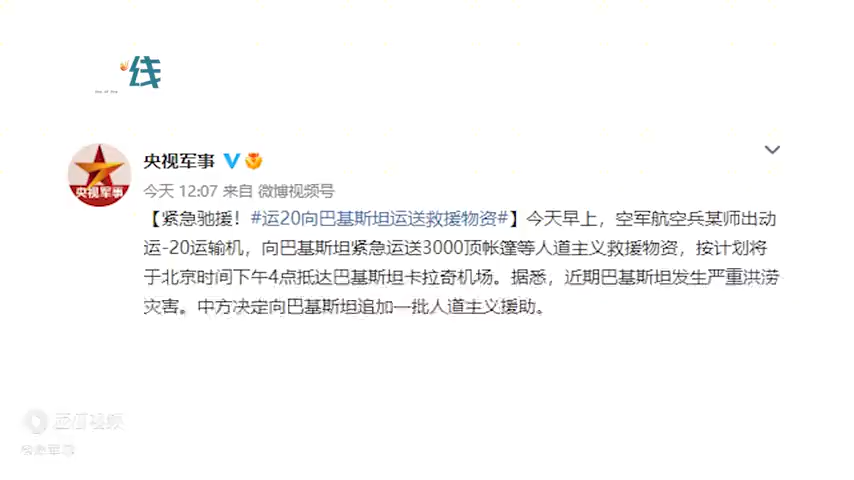 线
央视军事
央视军事
今天 12:07 来自 微博视频号
【紧急驰援！#运20向巴基斯坦运送救援物资#】今天早上，空军航空兵某师出动
运-20运输机，向巴基斯坦紧急运送3000顶帐篷等人道主义救援物资，按计划将
于北京时间下午4点抵达巴基斯坦卡拉奇机场。据悉，近期巴基斯坦发生严重洪涝
灾害。中方决定向巴基斯坦追加一批人道主义援助。
视频